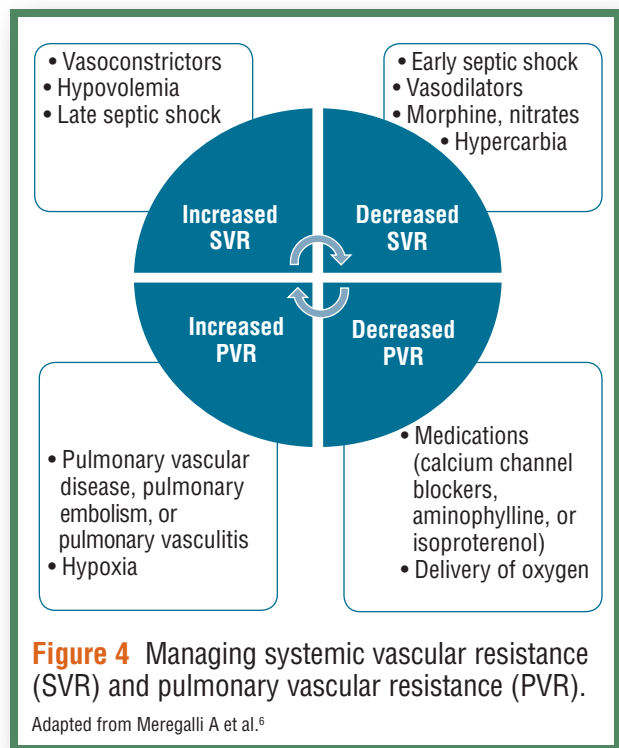 • Vasoconstrictors
• Hypovolemia
• Late septic shock
• Early septic shock
• Vasodilators
• Morphine, nitrates
• Hypercarbia
Increased
SVR
Decreased
SVR
Increased
PVR
Decreased
PVR
• Pulmonary vascular
disease, pulmonary
embolism, or
pulmonary vasculitis
• Hypoxia
• Medications
(calcium channel
blockers,
aminophylline, or
isoproterenol)
• Delivery of oxygen
Figure 4 Managing systemic vascular resistance
(SVR) and pulmonary vascular resistance (PVR).
Adapted from Meregalli A et al.⁶